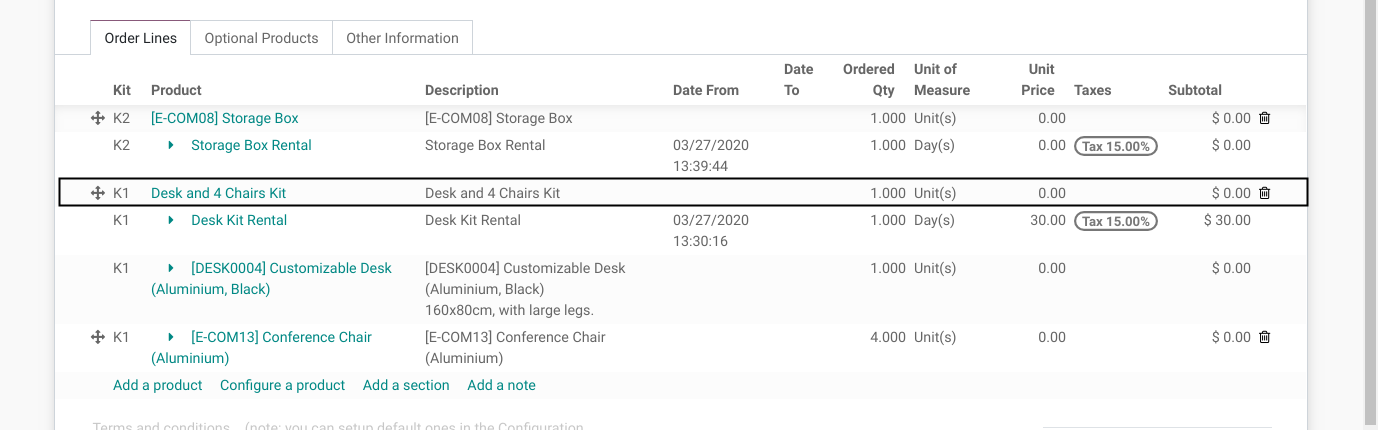 Order Lines Optional Products Other Information
Date Ordered Unit of Unit
Kit Product Description Date From To Qty Measure Price Taxes Subtotal
K2 [E-COM08] Storage Box [E-COM08] Storage Box 1.000 Unit(s) 0.00 $ 0.00
K2 Storage Box Rental Storage Box Rental 03/27/2020 1.000 Day(s) 0.00 Tax 15.00% $ 0.00
13:39:44
K1 Desk and 4 Chairs Kit Desk and 4 Chairs Kit 1.000 Unit(s) 0.00 $ 0.00
K1 Desk Kit Rental Desk Kit Rental 03/27/2020 1.000 Day(s) 30.00 Tax 15.00% $ 30.00
13:30:16
K1 [DESK0004] Customizable Desk [DESK0004] Customizable Desk 1.000 Unit(s) 0.00 $ 0.00
(Aluminium, Black) (Aluminium, Black)
160x80cm, with large legs.
K1 [E-COM13] Conference Chair [E-COM13] Conference Chair 4.000 Unit(s) 0.00 $ 0.00
(Aluminium) (Aluminium)
Add a product Configure a product Add a section Add a note
Terms and conditions... (note: you can setup default ones in the Configuration